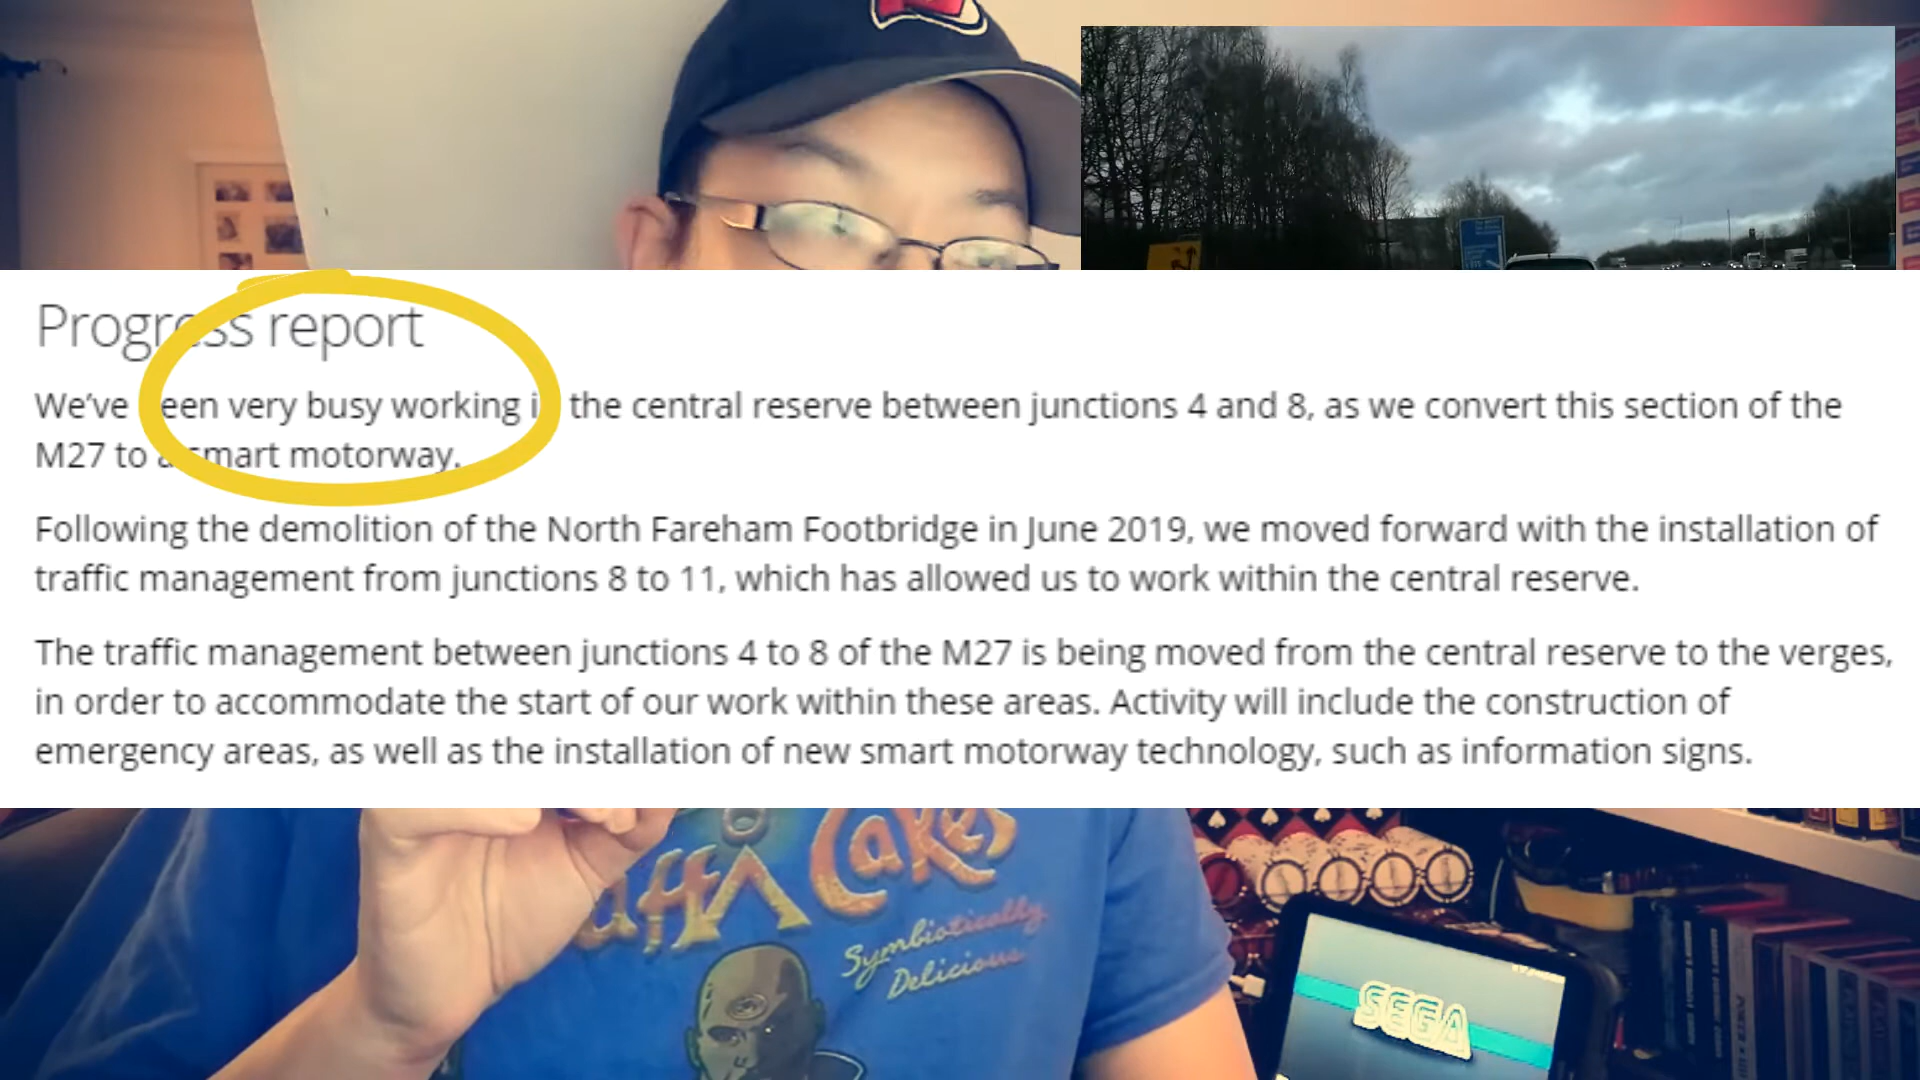 Progress report
We've been very busy working in the central reserve between junctions 4 and 8, as we convert this section of the
M27 to a smart motorway.
Following the demolition of the North Fareham Footbridge in June 2019, we moved forward with the installation of
traffic management from junctions 8 to 11, which has allowed us to work within the central reserve.
The traffic management between junctions 4 to 8 of the M27 is being moved from the central reserve to the verges,
in order to accommodate the start of our work within these areas. Activity will include the construction of
emergency areas, as well as the installation of new smart motorway technology, such as information signs.
Cakes
Symbiotically
Delicious
SEGA